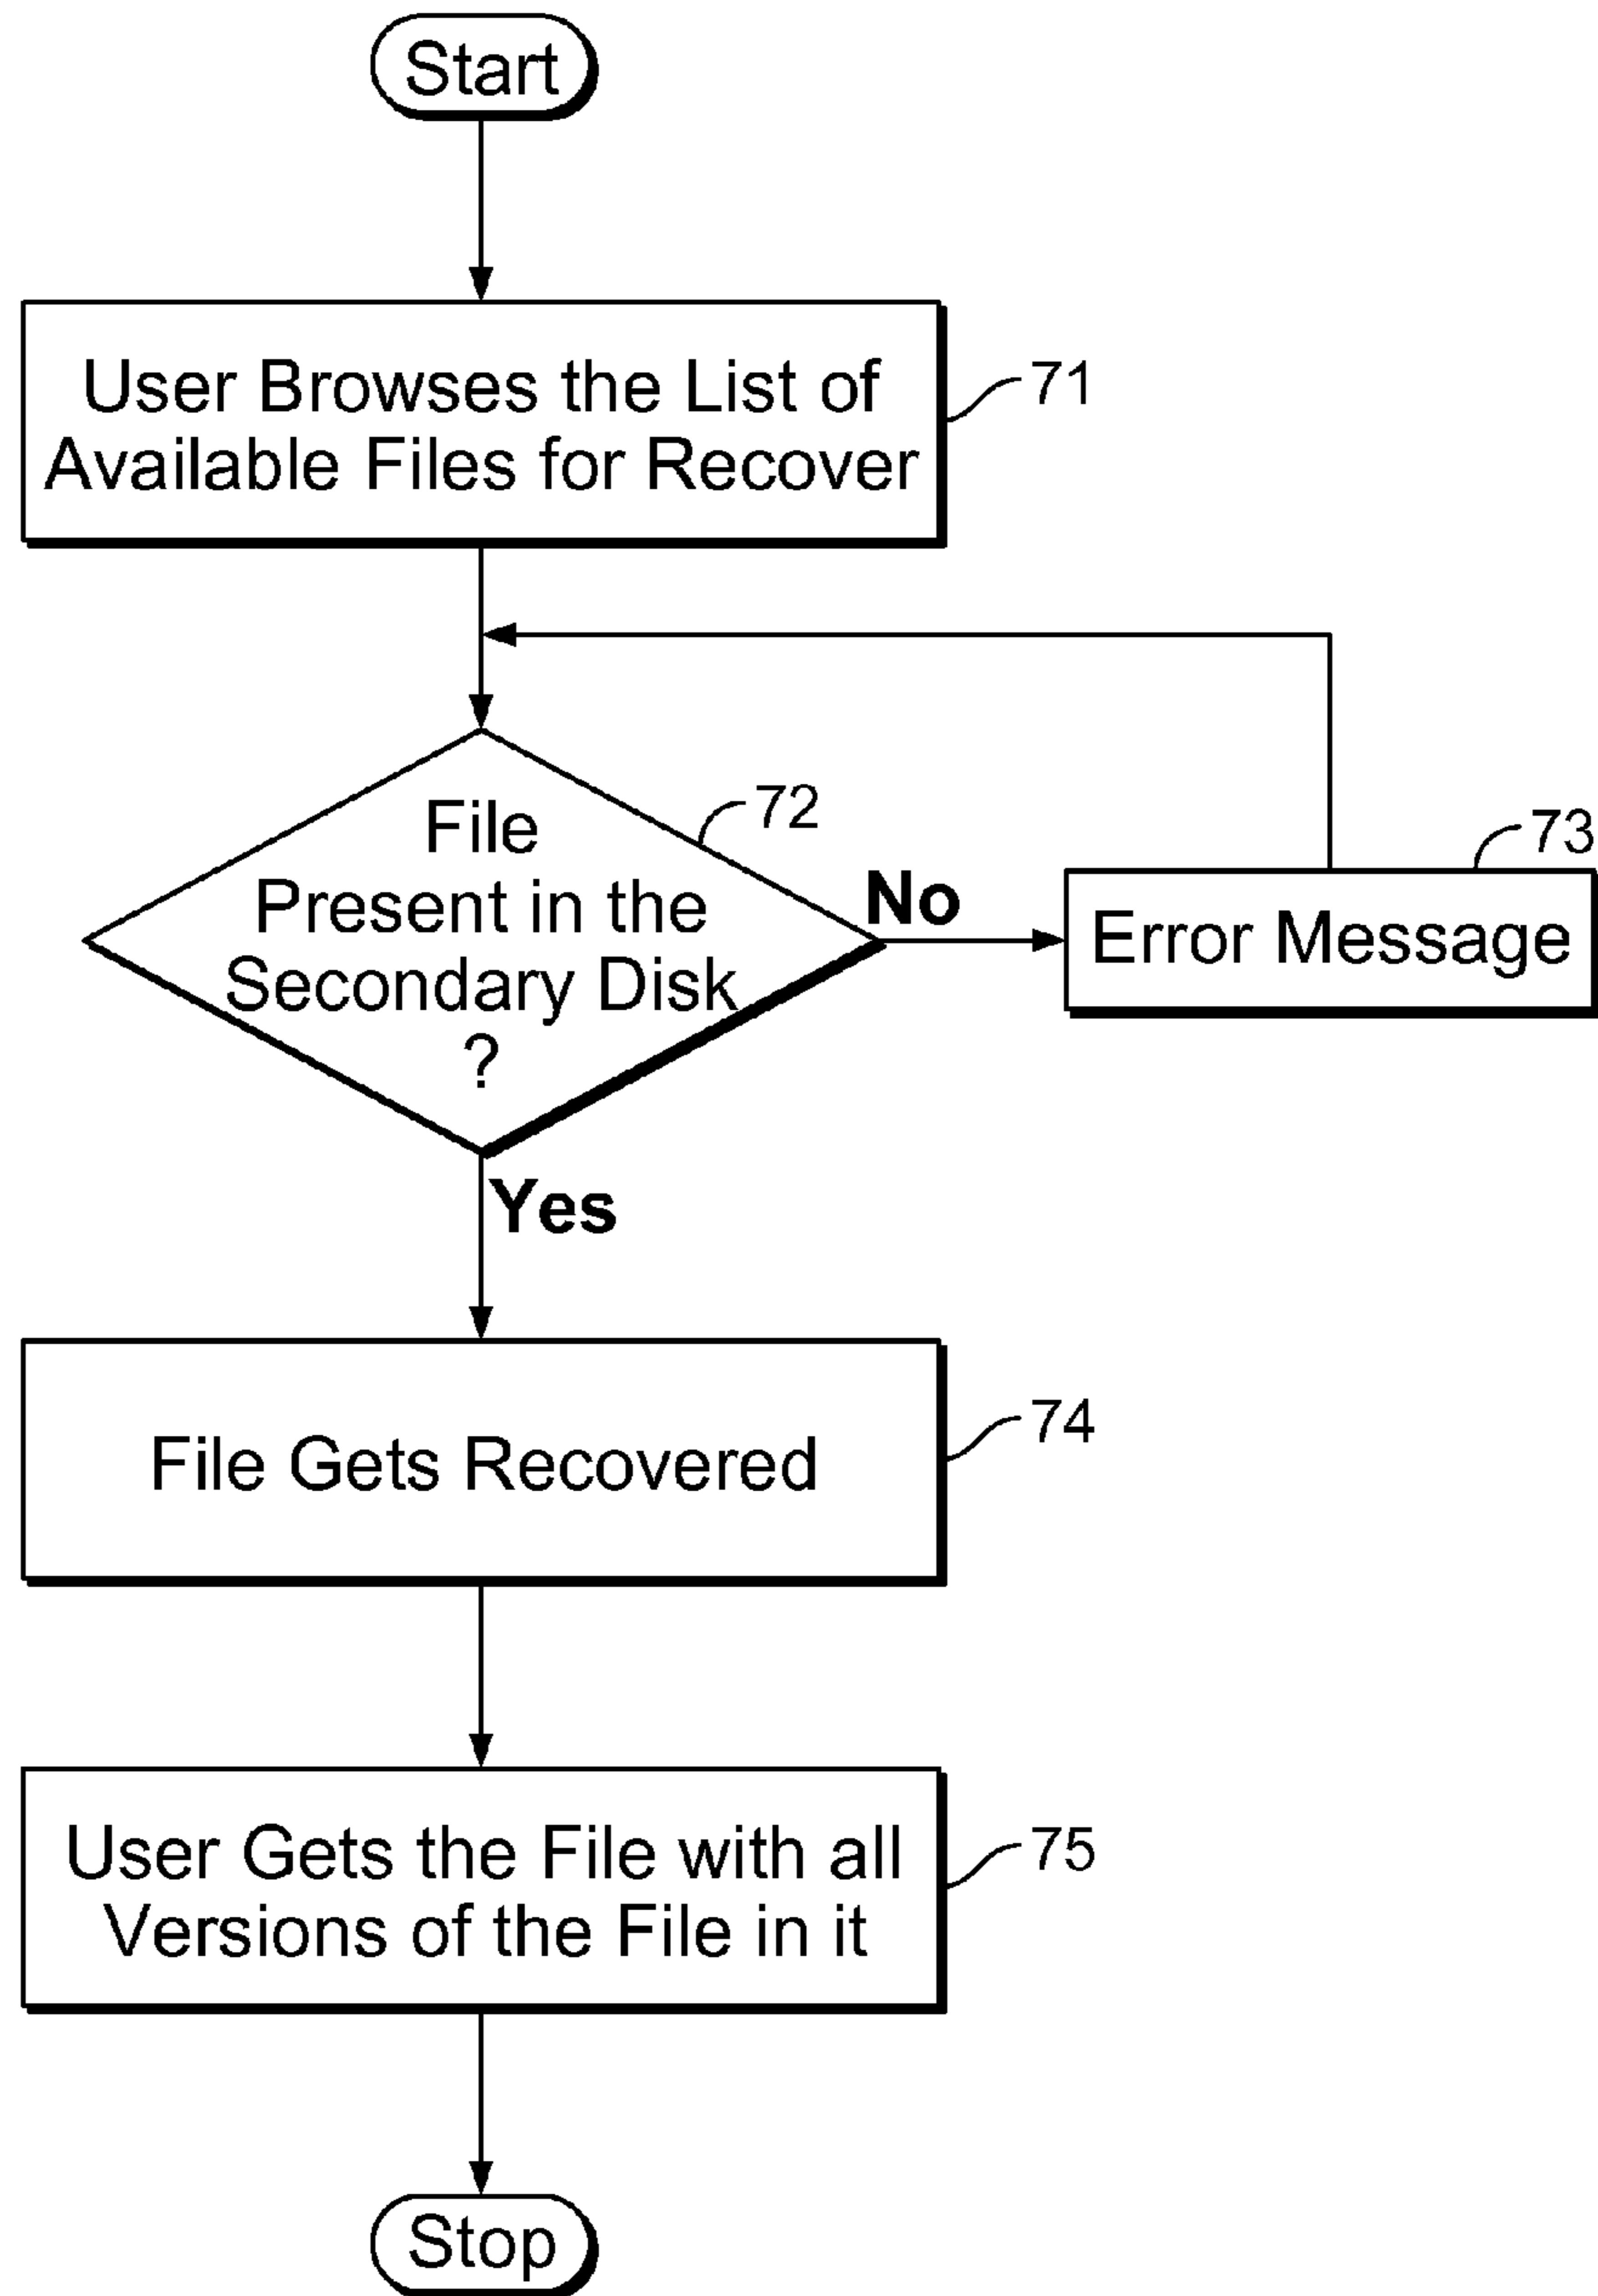 Start
User Browses the List of
Available Files for Recover
71
File
Present in the
Secondary Disk
?
72
No
73
Error Message
Yes
File Gets Recovered
74
User Gets the File with all
Versions of the File in it
75
Stop